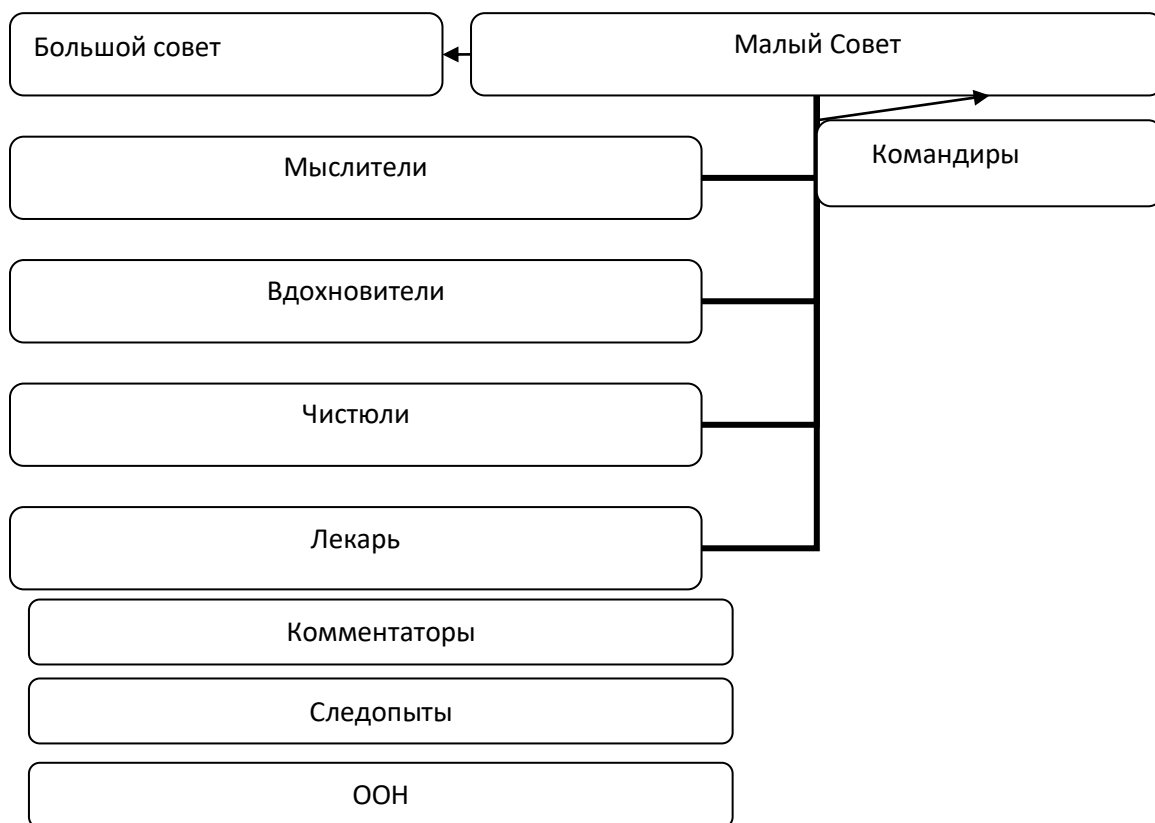 Большой совет
Малый Совет
Командиры
Мыслители
Вдохновители
Чистюли
Лекарь
Комментаторы
Следопыты
ООН